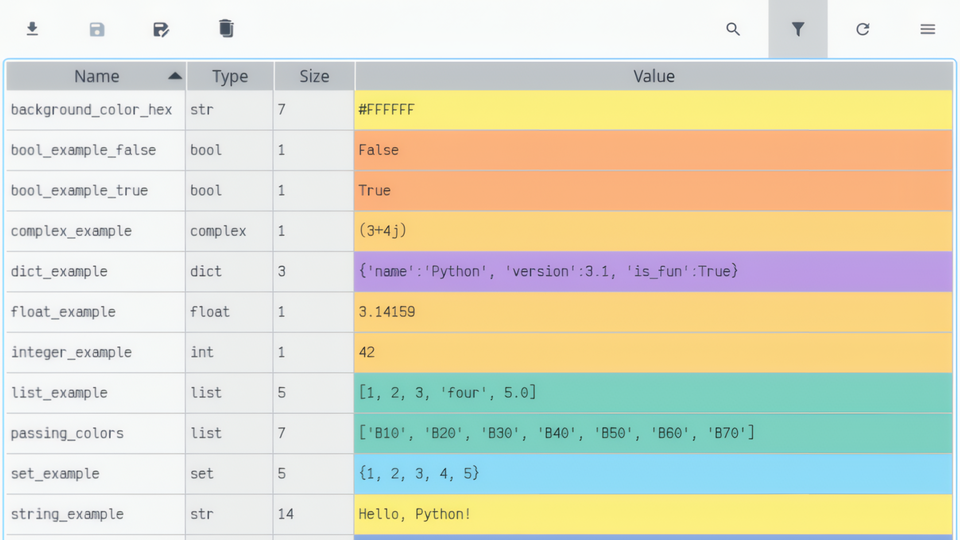 Name Type Size Value
background_color_hex str 7 #FFFFFF
bool_example_false bool 1 False
bool_example_true bool 1 True
complex_example complex 1 (3+4j)
dict_example dict 3 {'name':'Python', 'version':3.1, 'is_fun':True}
float_example float 1 3.14159
integer_example int 1 42
list_example list 5 [1, 2, 3, 'four', 5.0]
passing_colors list 7 ['B10', 'B20', 'B30', 'B40', 'B50', 'B60', 'B70']
set_example set 5 {1, 2, 3, 4, 5}
string_example str 14 Hello, Python!